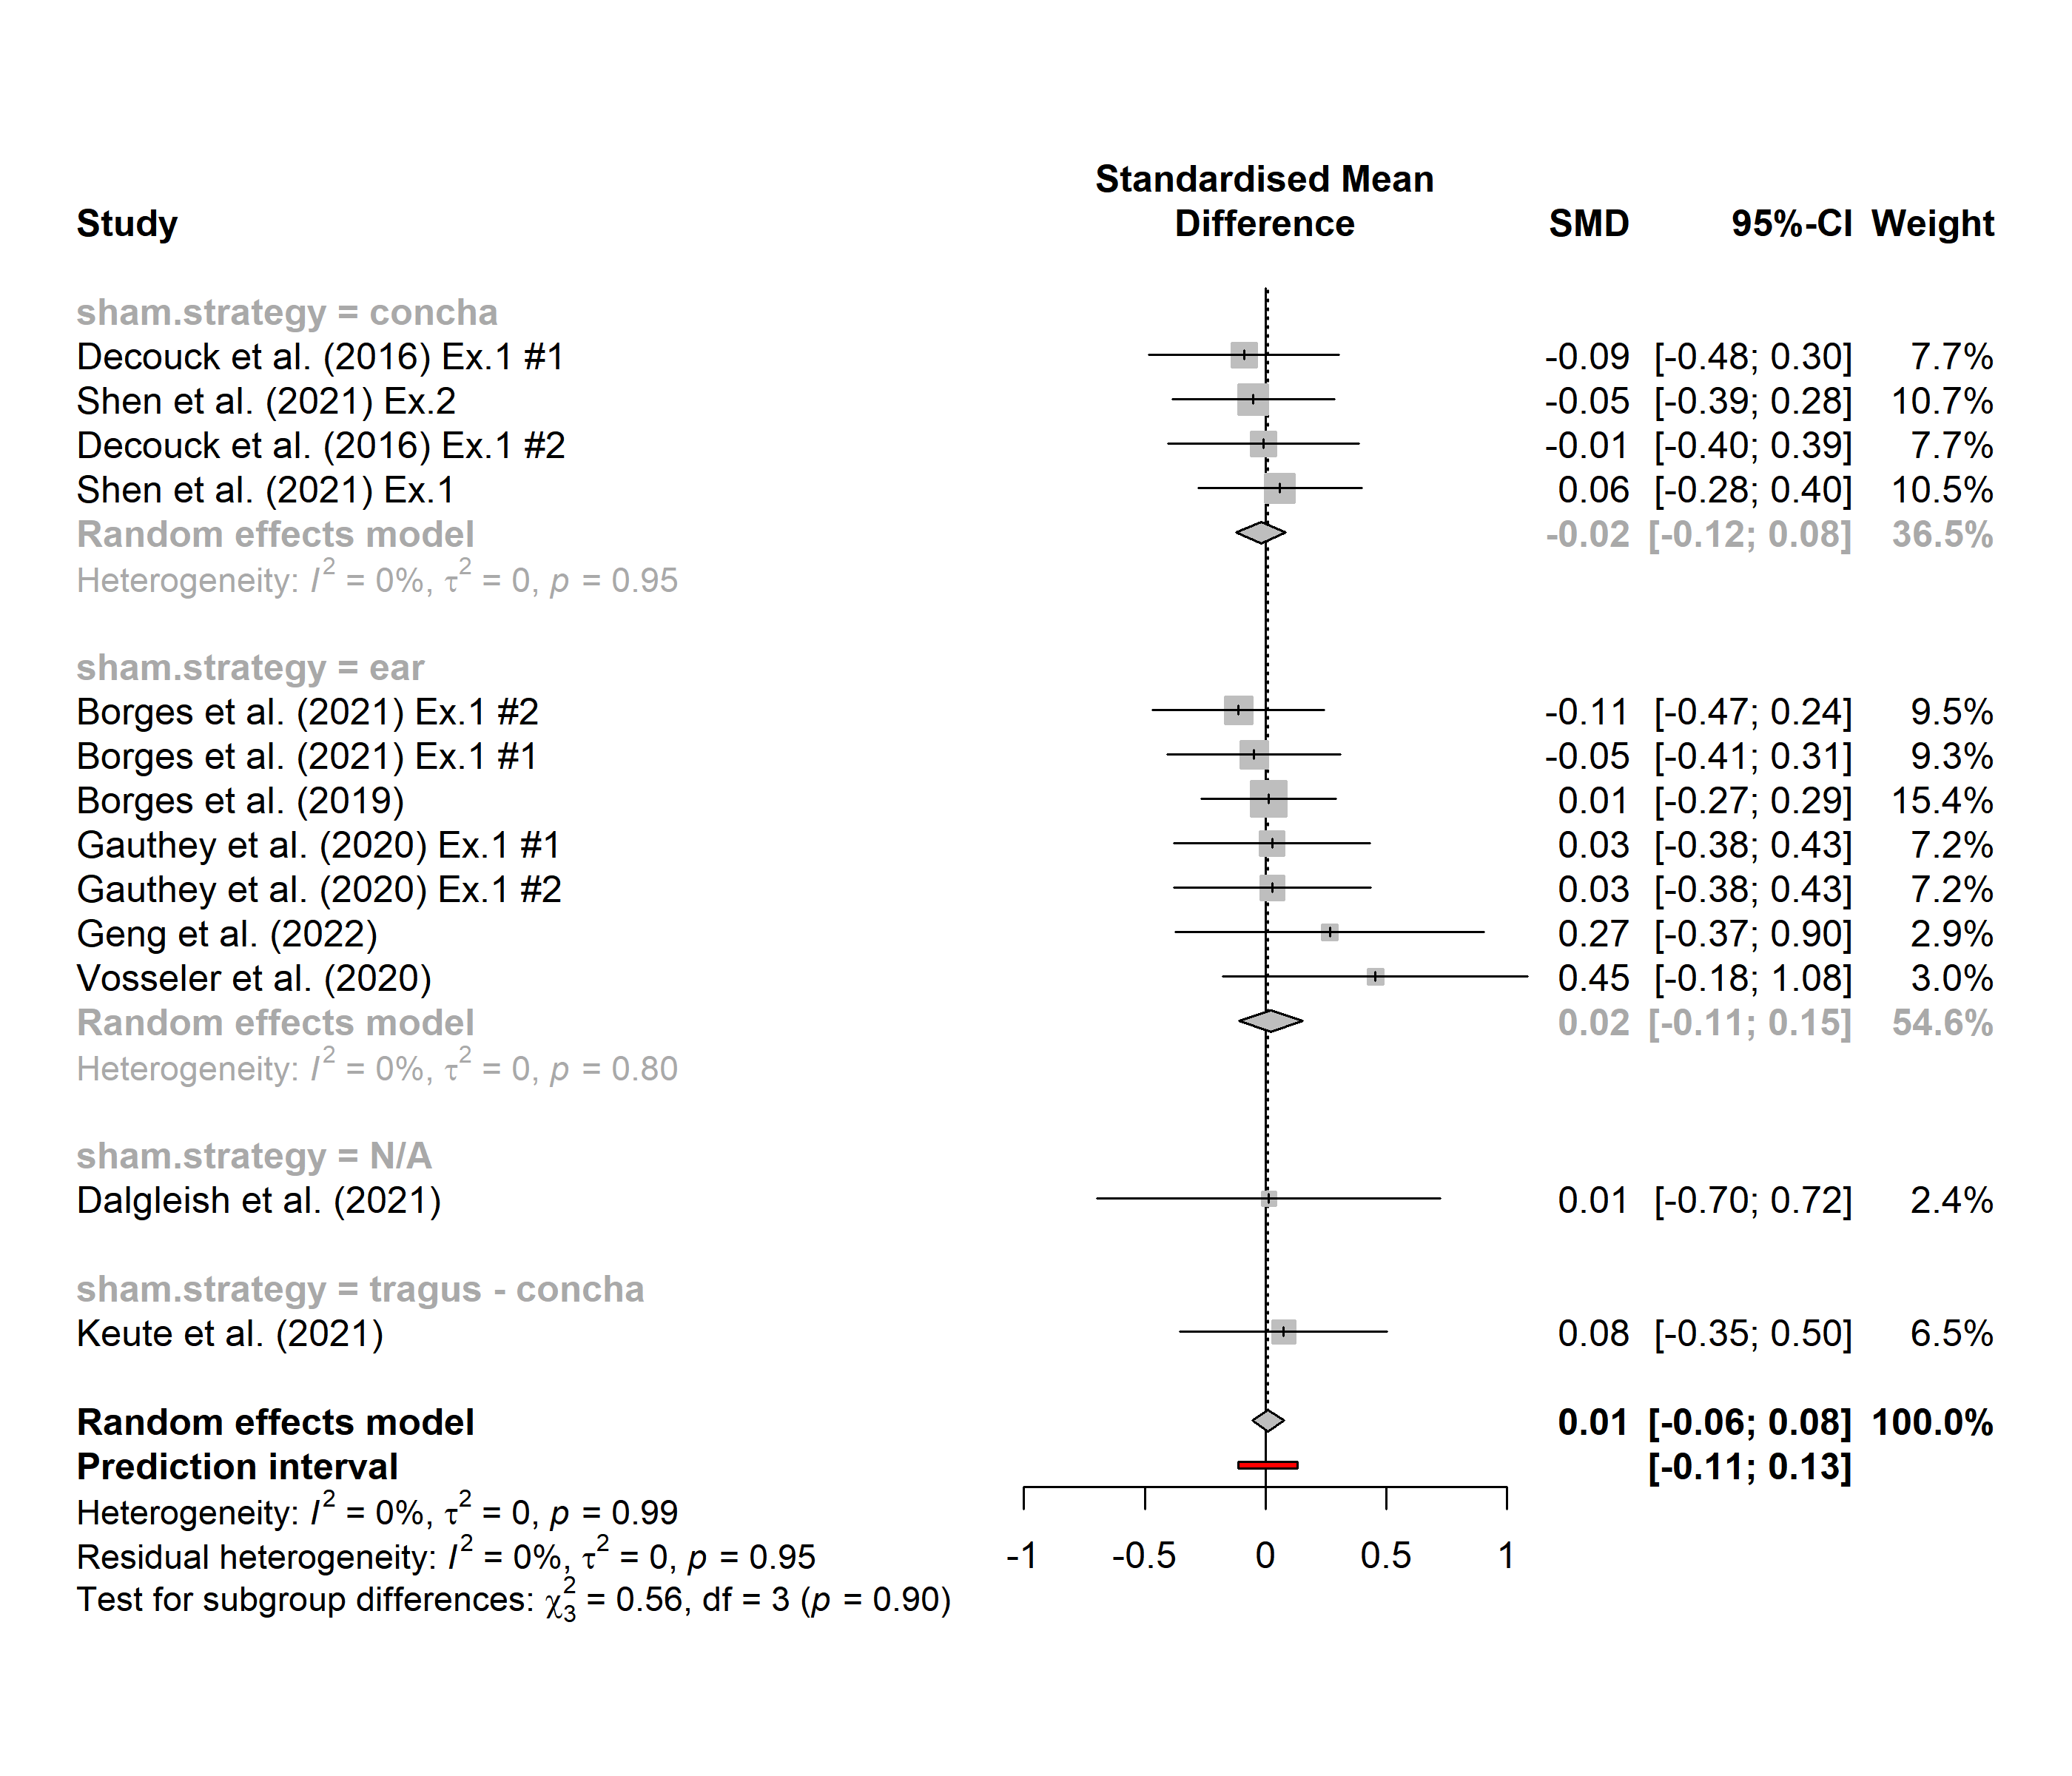 Standardised Mean
Study Difference SMD 95%-CI Weight
sham.strategy = concha
Decouck et al. (2016) Ex.1 #1 -0.09 [-0.48; 0.30] 7.7%
Shen et al. (2021) Ex.2 -0.05 [-0.39; 0.28] 10.7%
Decouck et al. (2016) Ex.1 #2 -0.01 [-0.40; 0.39] 7.7%
Shen et al. (2021) Ex.1 0.06 [-0.28; 0.40] 10.5%
Random effects model -0.02 [-0.12; 0.08] 36.5%
Heterogeneity: I² = 0%, τ² = 0, p = 0.95
sham.strategy = ear
Borges et al. (2021) Ex.1 #2 -0.11 [-0.47; 0.24] 9.5%
Borges et al. (2021) Ex.1 #1 -0.05 [-0.41; 0.31] 9.3%
Borges et al. (2019) 0.01 [-0.27; 0.29] 15.4%
Gauthey et al. (2020) Ex.1 #1 0.03 [-0.38; 0.43] 7.2%
Gauthey et al. (2020) Ex.1 #2 0.03 [-0.38; 0.43] 7.2%
Geng et al. (2022) 0.27 [-0.37; 0.90] 2.9%
Vosseler et al. (2020) 0.45 [-0.18; 1.08] 3.0%
Random effects model 0.02 [-0.11; 0.15] 54.6%
Heterogeneity: I² = 0%, τ² = 0, p = 0.80
sham.strategy = N/A
Dalgleish et al. (2021) 0.01 [-0.70; 0.72] 2.4%
sham.strategy = tragus - concha
Keute et al. (2021) 0.08 [-0.35; 0.50] 6.5%
Random effects model 0.01 [-0.06; 0.08] 100.0%
Prediction interval [-0.11; 0.13]
Heterogeneity: I² = 0%, τ² = 0, p = 0.99
Residual heterogeneity: I² = 0%, τ² = 0, p = 0.95 -1 -0.5 0 0.5 1
Test for subgroup differences: χ²₃ = 0.56, df = 3 (p = 0.90)